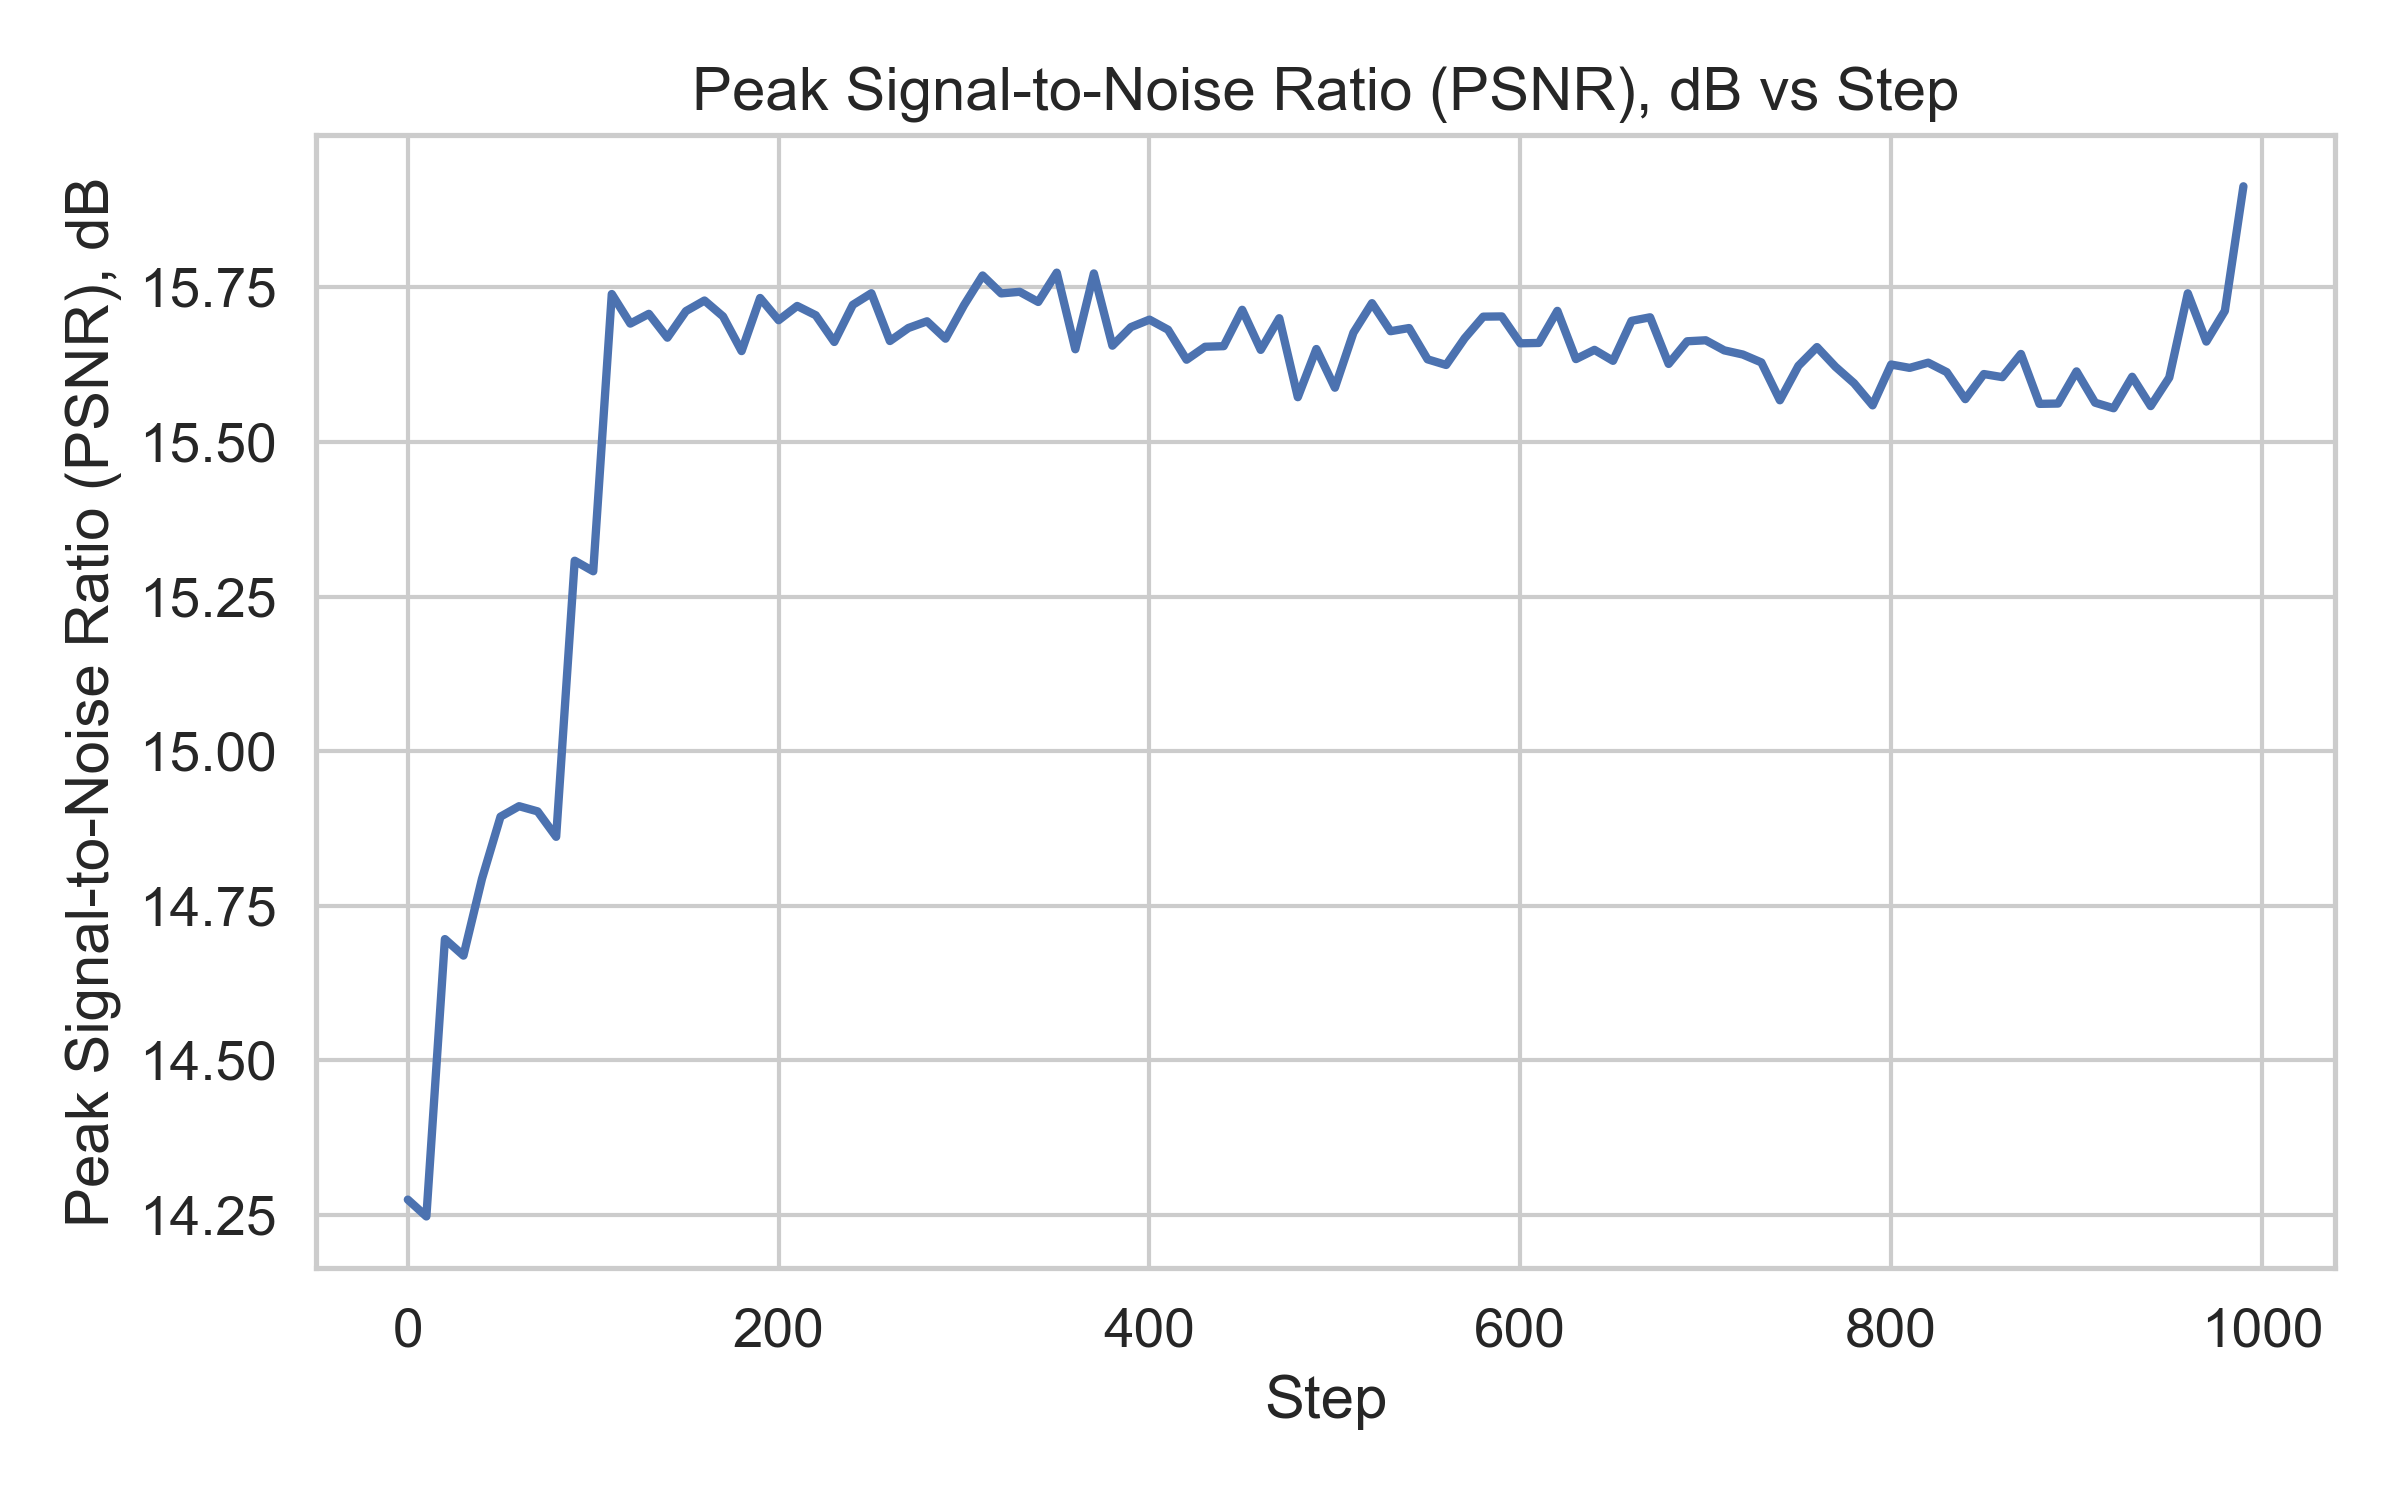 Peak Signal-to-Noise Ratio (PSNR), dB vs Step
Peak Signal-to-Noise Ratio (PSNR), dB
15.75
15.50
15.25
15.00
14.75
14.50
14.25
0 200 400 600 800 1000
Step